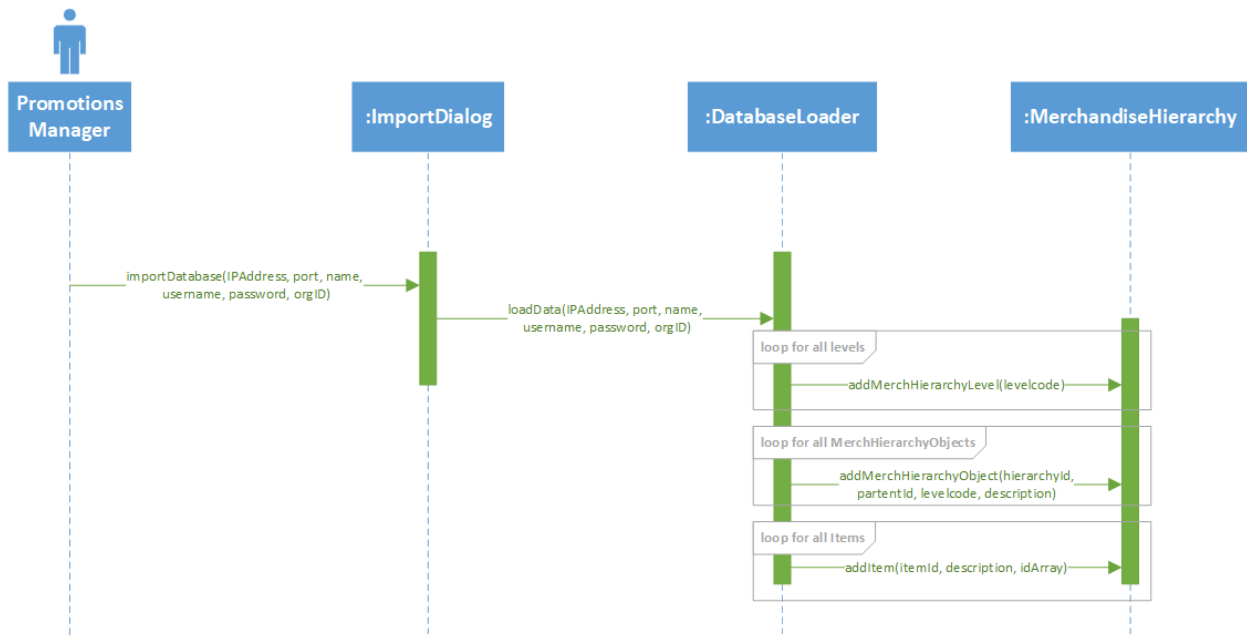 Promotions
Manager
:ImportDialog
:DatabaseLoader
:MerchandiseHierarchy
importDatabase(IPAddress, port, name,
username, password, orgID)
loadData(IPAddress, port, name,
username, password, orgID)
loop for all levels
addMerchHierarchyLevel(levelcode)
loop for all MerchHierarchyObjects
addMerchHierarchyObject(hierarchyId,
partentId, levelcode, description)
loop for all Items
addItem(itemId, description, idArray)